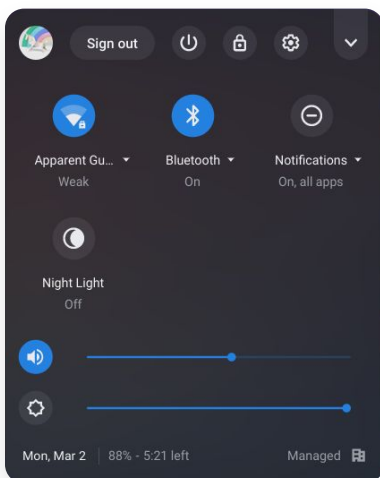 Sign out
Apparent Gu... Bluetooth Notifications
Weak On On, all apps
Night Light
Off
Mon, Mar 2 88% - 5:21 left Managed